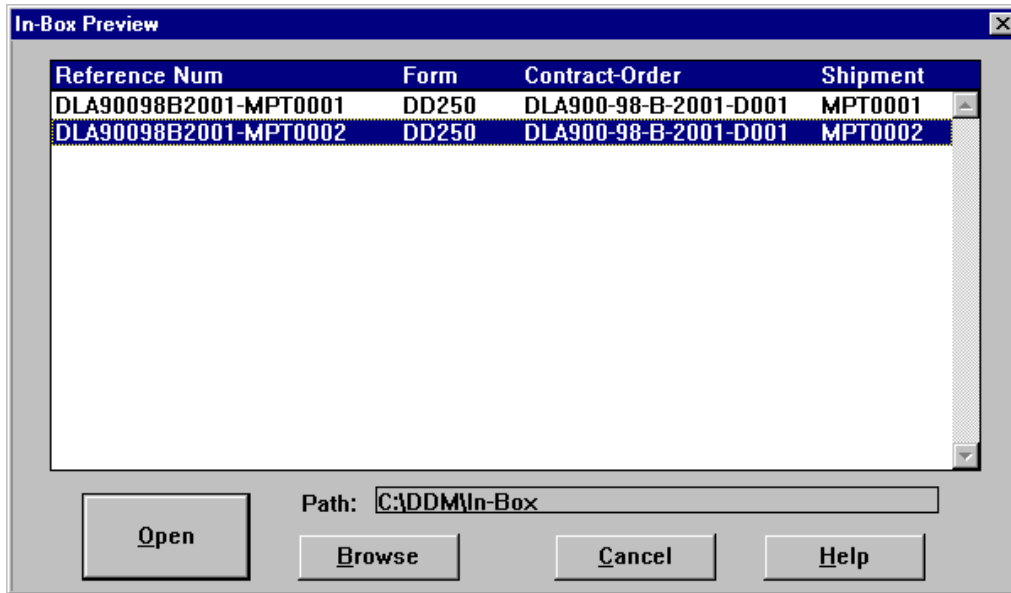 In-Box Preview
Reference Num Form Contract-Order Shipment
DLA90098B2001-MPT0001 DD250 DLA900-98-B-2001-D001 MPT0001
DLA90098B2001-MPT0002 DD250 DLA900-98-B-2001-D001 MPT0002
Path: C:\DDM\In-Box
Open
Browse Cancel Help